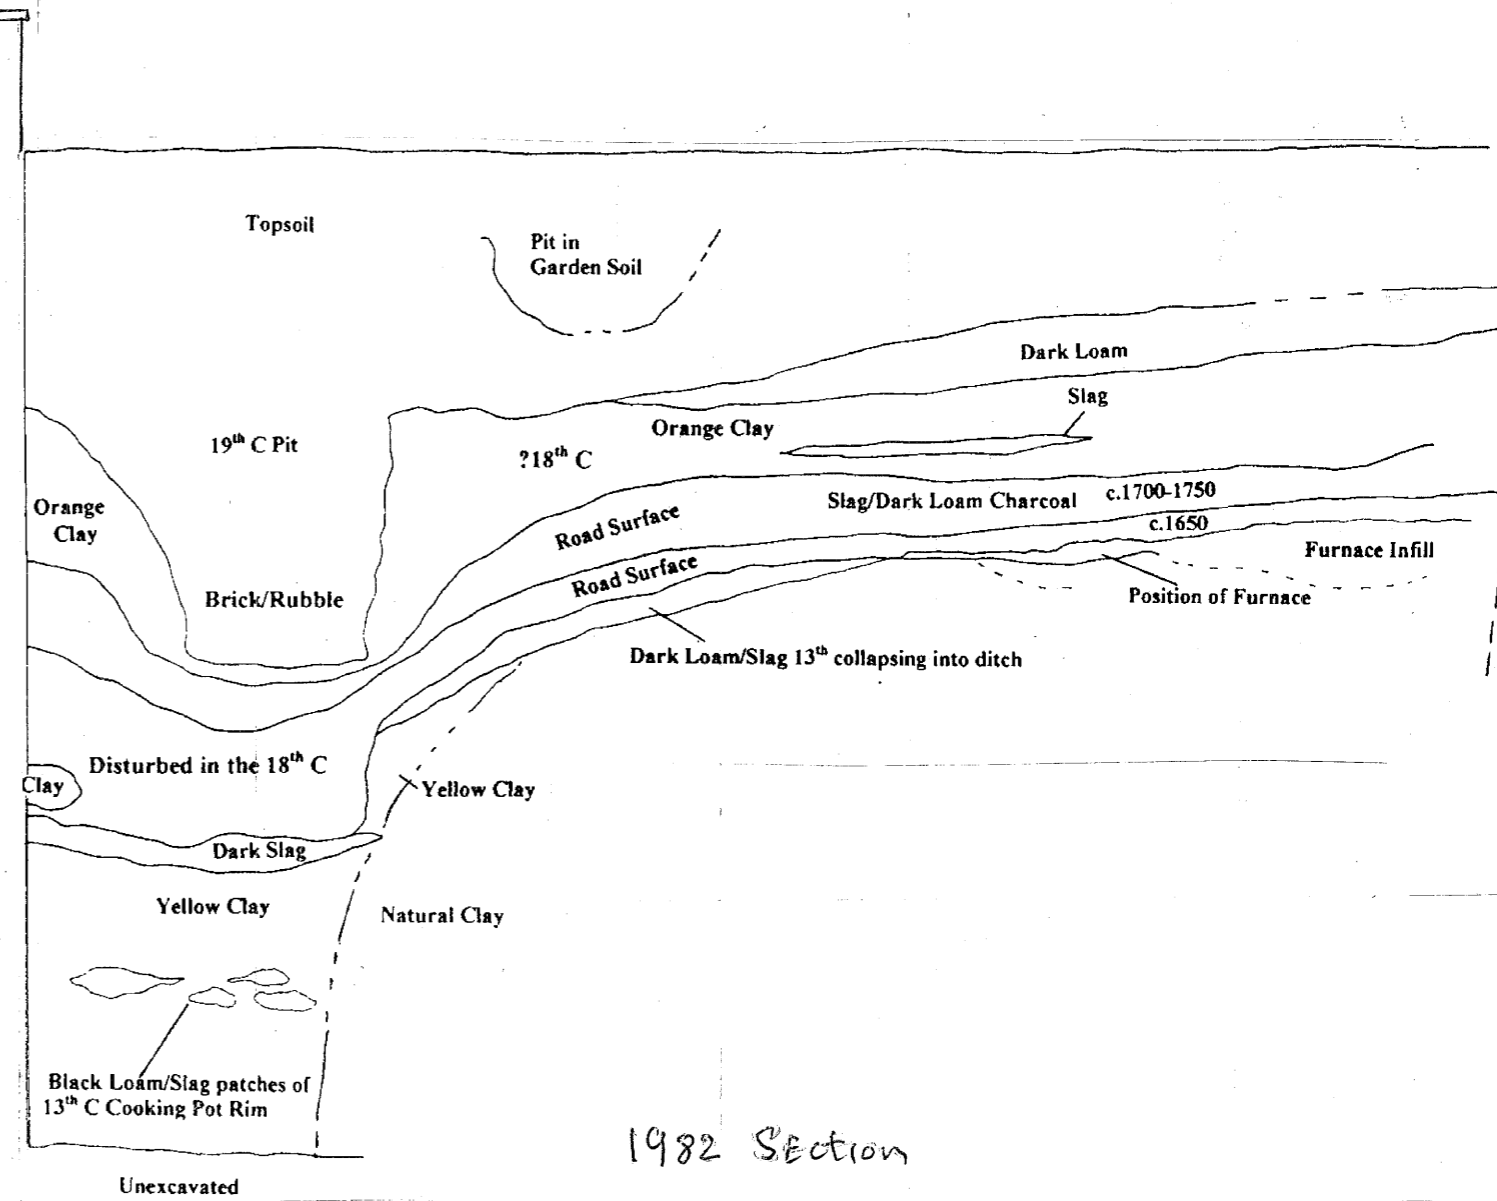 Topsoil
Pit in
Garden Soil
Dark Loam
Slag
Orange Clay
19th C Pit
?18th C
Slag/Dark Loam Charcoal
c.1700-1750
Orange
Clay
Road Surface
c.1650
Furnace Infill
Road Surface
Brick/Rubble
Position of Furnace
Dark Loam/Slag 13th collapsing into ditch
Disturbed in the 18th C
Clay
Yellow Clay
Dark Slag
Yellow Clay
Natural Clay
Black Loam/Slag patches of
13th C Cooking Pot Rim
1982 Section
Unexcavated